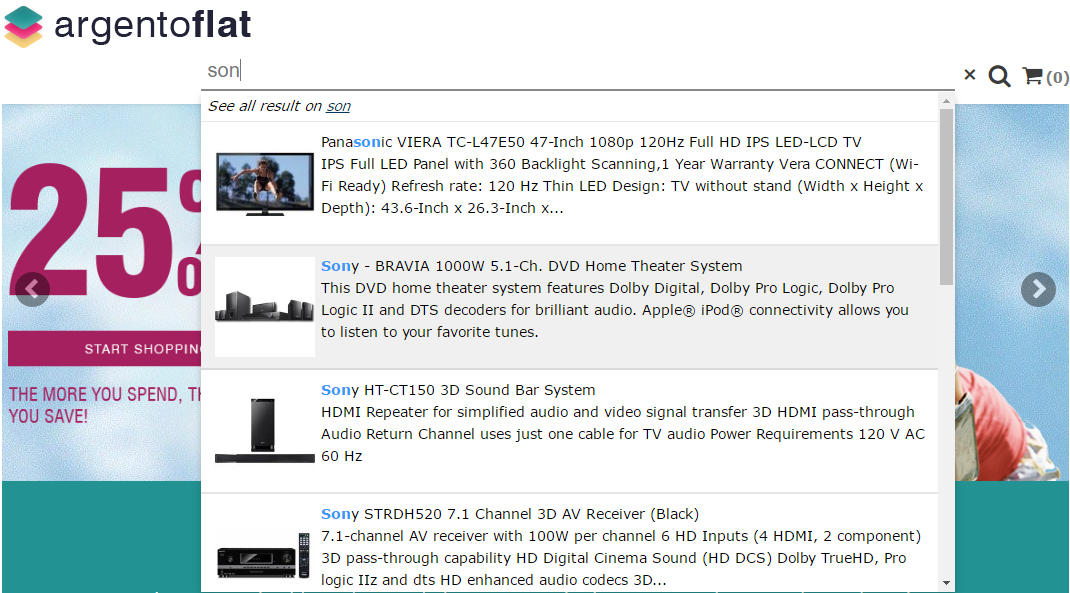 argentoflat
son
(0)
See all result on son
Panasonic VIERA TC-L47E50 47-Inch 1080p 120Hz Full HD IPS LED-LCD TV
IPS Full LED Panel with 360 Backlight Scanning,1 Year Warranty Vera CONNECT (Wi-
Fi Ready) Refresh rate: 120 Hz Thin LED Design: TV without stand (Width x Height x
Depth): 43.6-Inch x 26.3-Inch x...
Sony - BRAVIA 1000W 5.1-Ch. DVD Home Theater System
This DVD home theater system features Dolby Digital, Dolby Pro Logic, Dolby Pro
Logic II and DTS decoders for brilliant audio. Apple® iPod® connectivity allows you
to listen to your favorite tunes.
Sony HT-CT150 3D Sound Bar System
HDMI Repeater for simplified audio and video signal transfer 3D HDMI pass-through
Audio Return Channel uses just one cable for TV audio Power Requirements 120 V AC
60 Hz
Sony STRDH520 7.1 Channel 3D AV Receiver (Black)
7.1-channel AV receiver with 100W per channel 6 HD Inputs (4 HDMI, 2 component)
3D pass-through capability HD Digital Cinema Sound (HD DCS) Dolby TrueHD, Pro
logic IIz and dts HD enhanced audio codecs 3D...
25%
START SHOPPIN
THE MORE YOU SPEND, TH
YOU SAVE!